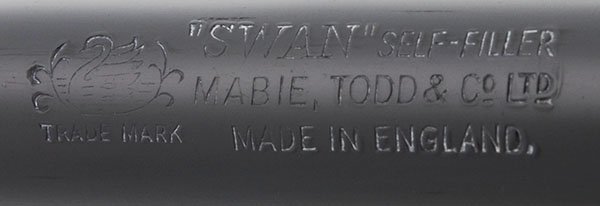 "SWAN" SELF-FILLER
MABIE, TODD & Co LTD
TRADE MARK
MADE IN ENGLAND.